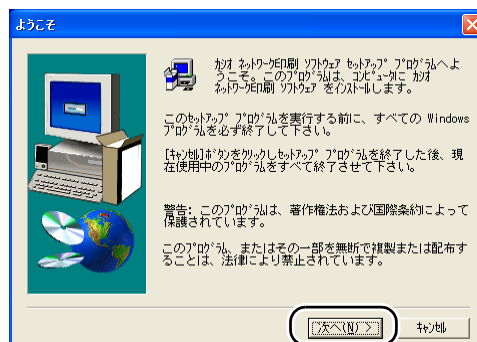 ようこそ
ｶｼｵ ﾈｯﾄﾜｰｸ印刷 ｿﾌﾄｳｪｱ ｾｯﾄｱｯﾌﾟ ﾌﾟﾛｸﾞﾗﾑへよ
うこそ。このﾌﾟﾛｸﾞﾗﾑは、ｺﾝﾋﾟｭｰﾀに ｶｼｵ
ﾈｯﾄﾜｰｸ印刷 ｿﾌﾄｳｪｱ をｲﾝｽﾄｰﾙします。
このｾｯﾄｱｯﾌﾟ ﾌﾟﾛｸﾞﾗﾑを実行する前に、すべての Windows
ﾌﾟﾛｸﾞﾗﾑを必ず終了して下さい。
[ｷｬﾝｾﾙ]ﾎﾞﾀﾝをｸﾘｯｸしｾｯﾄｱｯﾌﾟ ﾌﾟﾛｸﾞﾗﾑを終了した後、現
在使用中のﾌﾟﾛｸﾞﾗﾑをすべて終了させて下さい。
警告: このﾌﾟﾛｸﾞﾗﾑは、著作権法および国際条約によって
保護されています。
このﾌﾟﾛｸﾞﾗﾑ、またはその一部を無断で複製または配布す
ることは、法律により禁止されています。
次へ(N) >
ｷｬﾝｾﾙ